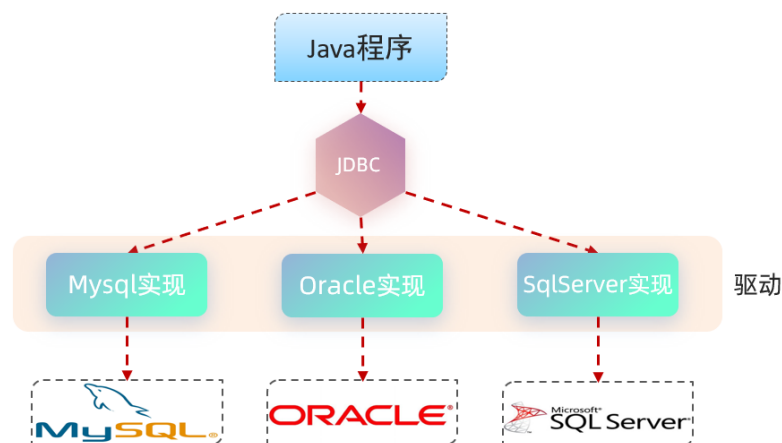 Java程序
JDBC
Mysql实现
Oracle实现
SqlServer实现
驱动
MySQL®
ORACLE®
Microsoft®
SQL Server